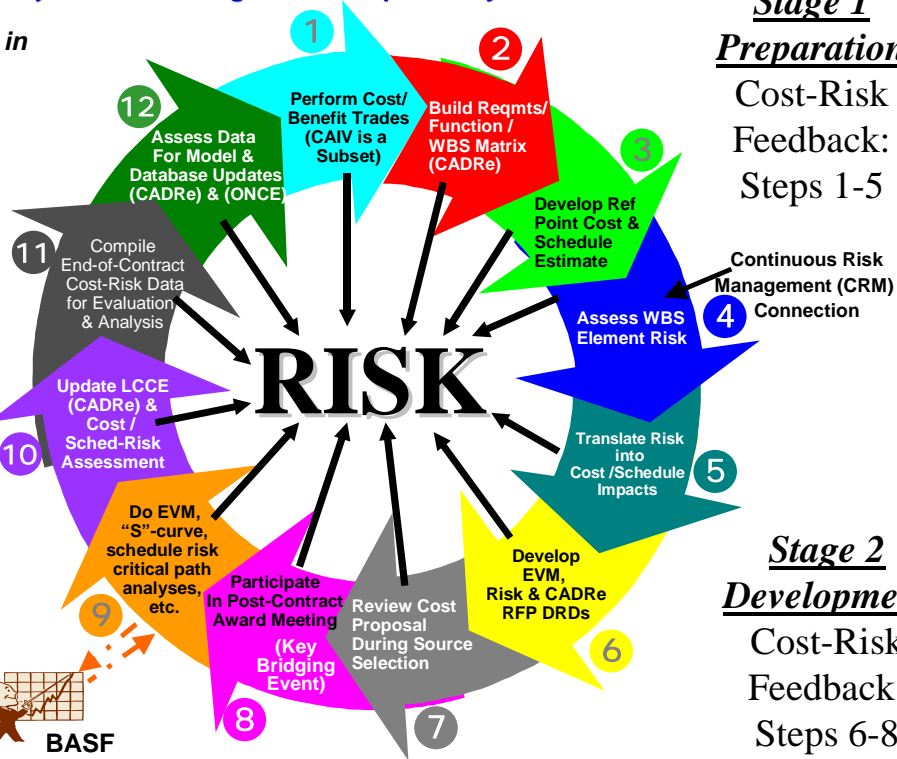 in
1
Perform Cost/
Benefit Trades
(CAIV is a
Subset)
2
Build Reqmts/
Function /
WBS Matrix
(CADRe)
3
Develop Ref
Point Cost &
Schedule
Estimate
4
Assess WBS
Element Risk
Continuous Risk
Management (CRM)
Connection
5
Translate Risk
into
Cost /Schedule
Impacts
6
Develop
EVM,
Risk & CADRe
RFP DRDs
7
Review Cost
Proposal
During Source
Selection
8
Participate
In Post-Contract
Award Meeting
(Key
Bridging
Event)
9
Do EVM,
“S”-curve,
schedule risk
critical path
analyses,
etc.
10
Update LCCE
(CADRe) &
Cost /
Sched-Risk
Assessment
11
Compile
End-of-Contract
Cost-Risk Data
for Evaluation
& Analysis
12
Assess Data
For Model &
Database Updates
(CADRe) & (ONCE)
RISK
BASF
Stage 1
Preparation
Cost-Risk
Feedback:
Steps 1-5
Stage 2
Developme
Cost-Risk
Feedback
Steps 6-8